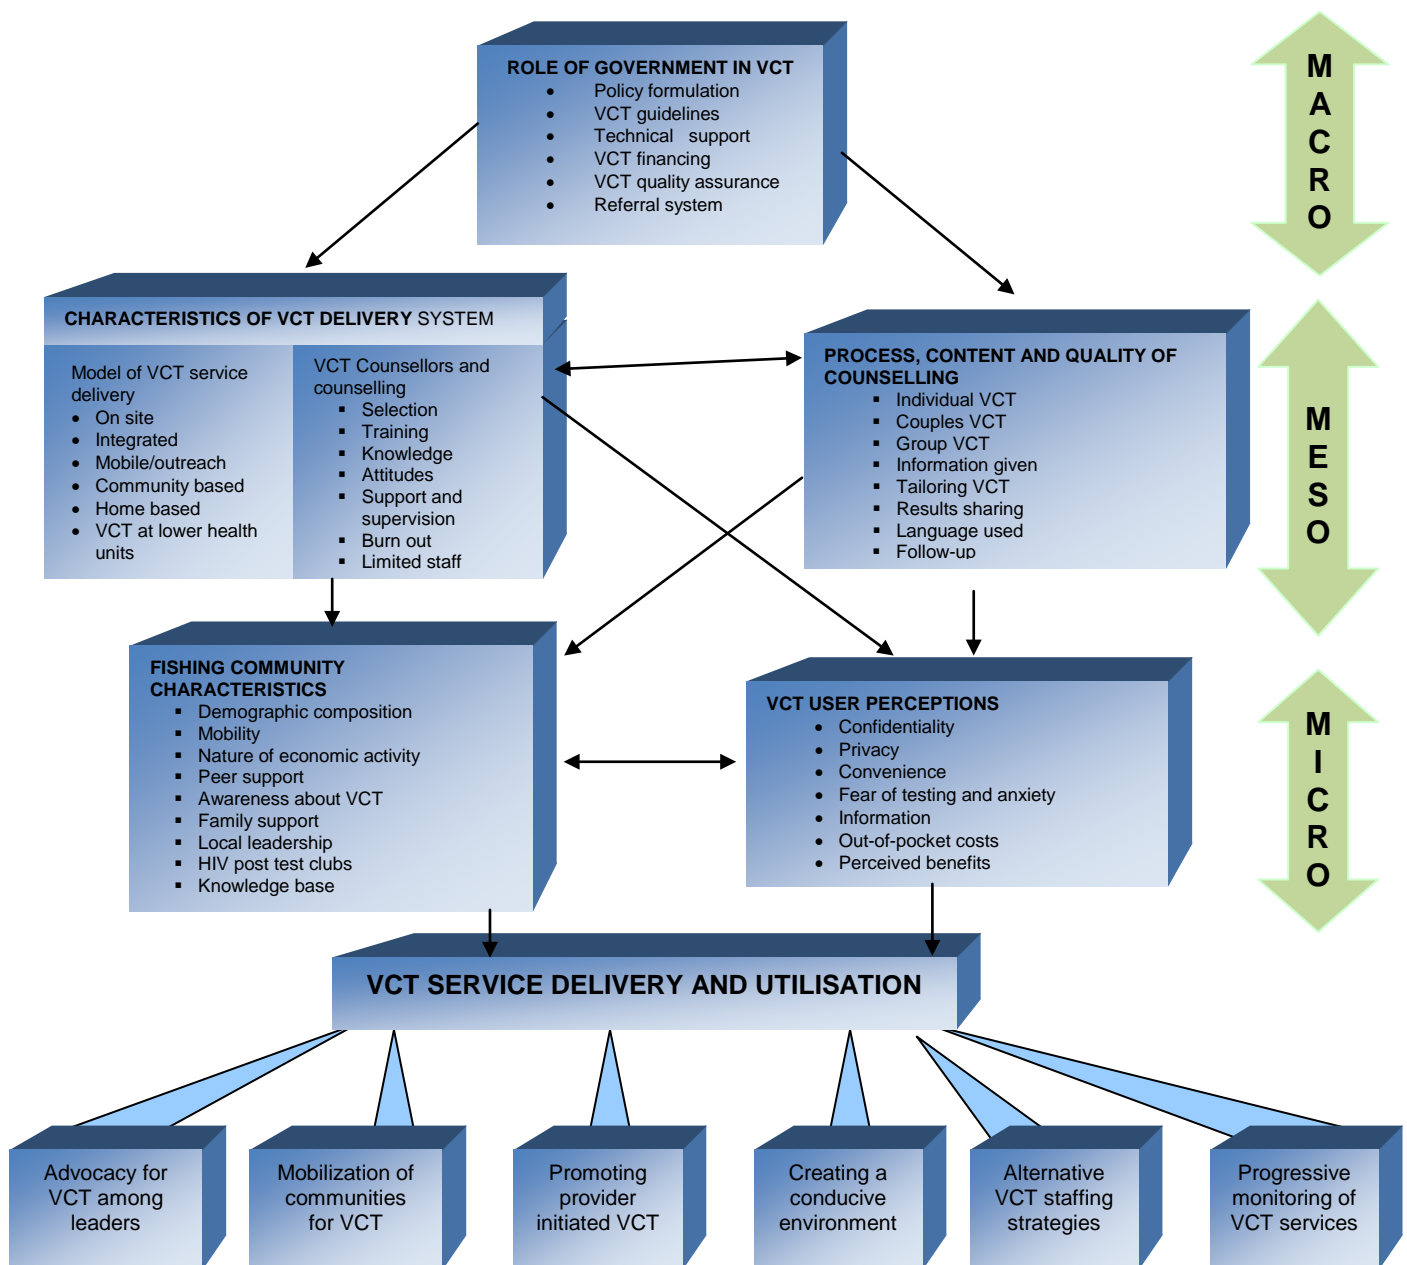 ROLE OF GOVERNMENT IN VCT
• Policy formulation
• VCT guidelines
• Technical support
• VCT financing
• VCT quality assurance
• Referral system
MACRO
CHARACTERISTICS OF VCT DELIVERY SYSTEM
Model of VCT service
delivery
• On site
• Integrated
• Mobile/outreach
• Community based
• Home based
• VCT at lower health
units
VCT Counsellors and
counselling
▪ Selection
▪ Training
▪ Knowledge
▪ Attitudes
▪ Support and
supervision
▪ Burn out
▪ Limited staff
PROCESS, CONTENT AND QUALITY OF
COUNSELLING
▪ Individual VCT
▪ Couples VCT
▪ Group VCT
▪ Information given
▪ Tailoring VCT
▪ Results sharing
▪ Language used
▪ Follow-up
MESO
FISHING COMMUNITY
CHARACTERISTICS
▪ Demographic composition
▪ Mobility
▪ Nature of economic activity
▪ Peer support
▪ Awareness about VCT
▪ Family support
▪ Local leadership
▪ HIV post test clubs
▪ Knowledge base
VCT USER PERCEPTIONS
• Confidentiality
• Privacy
• Convenience
• Fear of testing and anxiety
• Information
• Out-of-pocket costs
• Perceived benefits
MICRO
VCT SERVICE DELIVERY AND UTILISATION
Advocacy for
VCT among
leaders
Mobilization of
communities
for VCT
Promoting
provider
initiated VCT
Creating a
conducive
environment
Alternative
VCT staffing
strategies
Progressive
monitoring of
VCT services